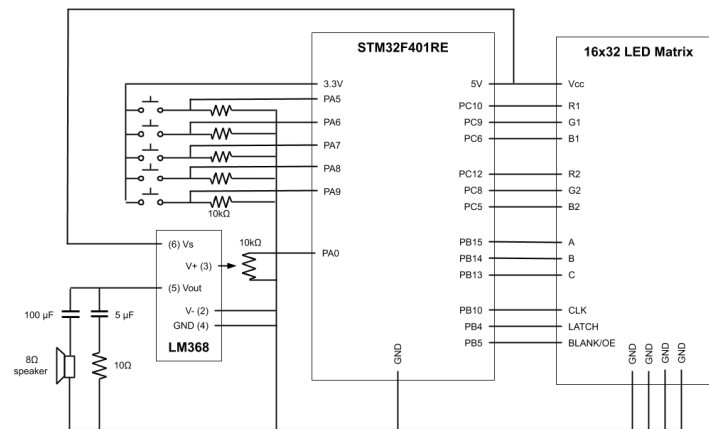 STM32F401RE
16x32 LED Matrix
3.3V
5V
Vcc
PA5
PC10
R1
PA6
PC9
G1
PA7
PC6
B1
PA8
PC12
R2
PA9
PC8
G2
10kΩ
PC5
B2
(6) Vs
10kΩ
PB15
A
V+ (3)
PA0
PB14
B
PB13
C
(5) Vout
100 µF
5 µF
V- (2)
PB10
CLK
GND (4)
PB4
LATCH
LM368
PB5
BLANK/OE
8Ω
speaker
10Ω
GND
GND
GND
GND
GND